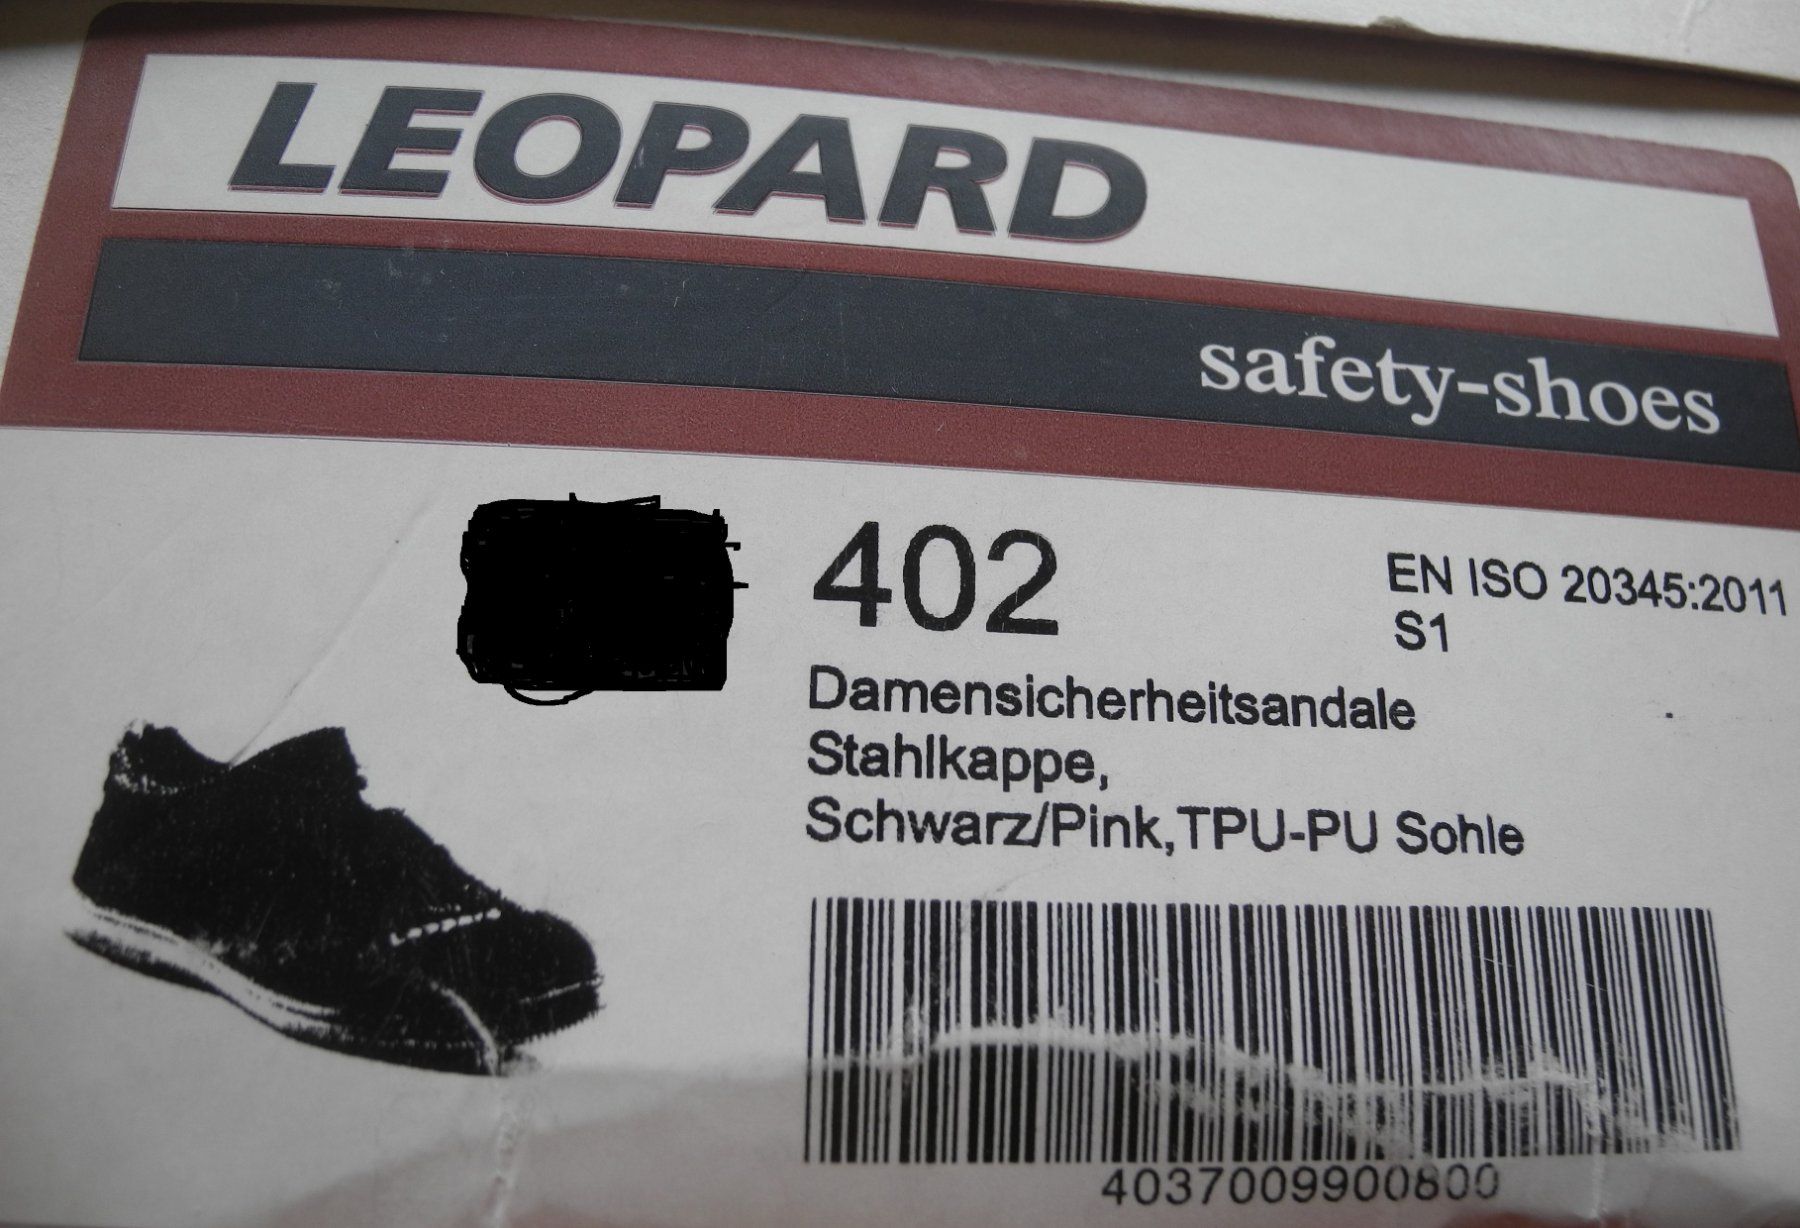 LEOPARD
safety-shoes
402
EN ISO 20345:2011
S1
Damensicherheitsandale
Stahlkappe,
Schwarz/Pink,TPU-PU Sohle
4037009900800